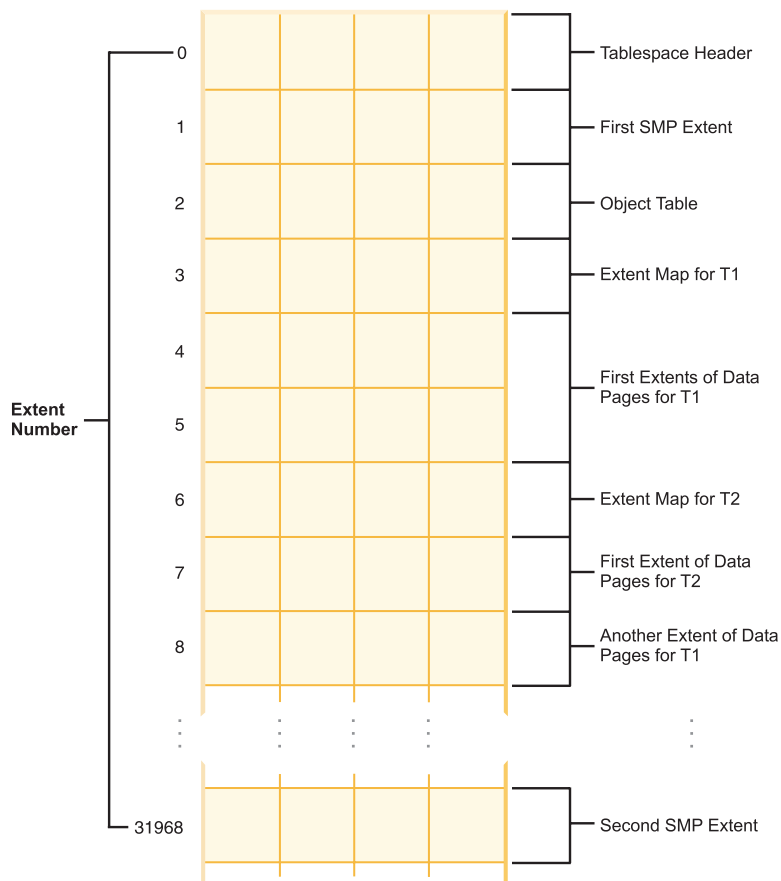 0
Tablespace Header
1
First SMP Extent
2
Object Table
3
Extent Map for T1
4
First Extents of Data
Pages for T1
Extent
Number
5
6
Extent Map for T2
7
First Extent of Data
Pages for T2
8
Another Extent of Data
Pages for T1
31968
Second SMP Extent